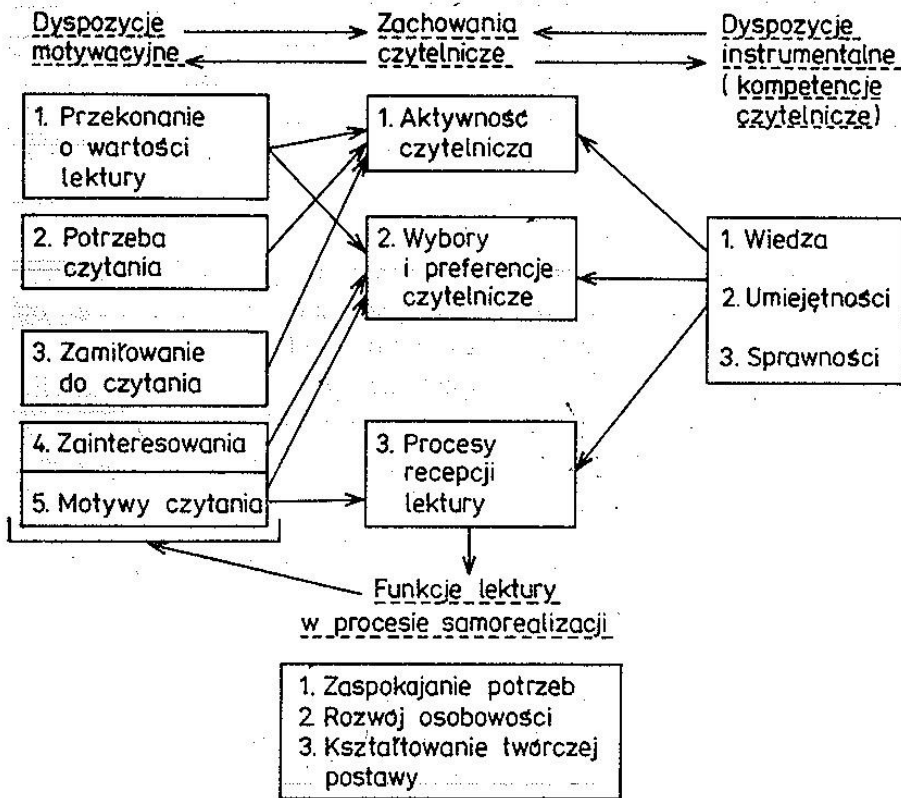 Dyspozycje
motywacyjne
Zachowania
czytelnicze
Dyspozycje
instrumentalne
(kompetencje
czytelnicze)
1. Przekonanie
o wartości
lektury
2. Potrzeba
czytania
3. Zamiłowanie
do czytania
4. Zainteresowania
5. Motywy czytania
1. Aktywność
czytelnicza
2. Wybory
i preferencje
czytelnicze
3. Procesy
recepcji
lektury
1. Wiedza
2. Umiejętności
3. Sprawności
Funkcje lektury
w procesie samorealizacji
1. Zaspokajanie potrzeb
2. Rozwój osobowości
3. Kształtowanie twórczej
postawy